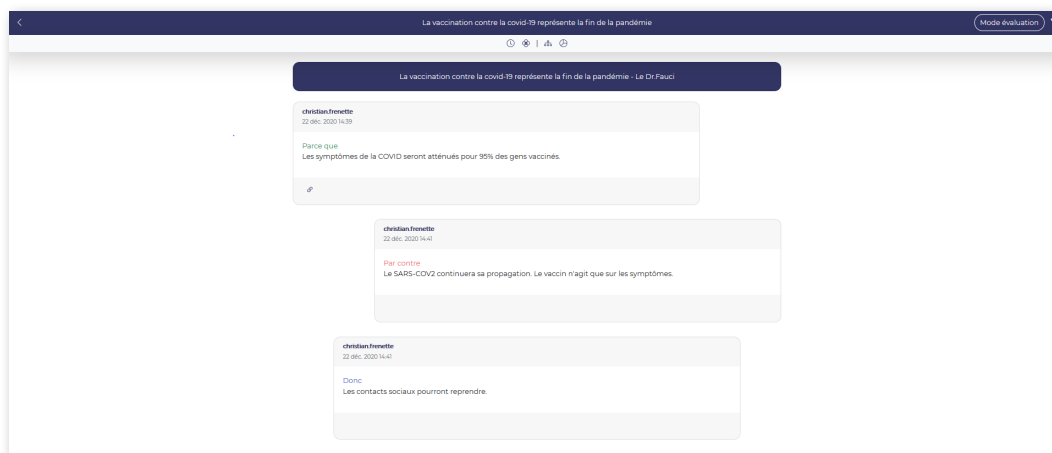 La vaccination contre la covid-19 représente la fin de la pandémie
Mode évaluation
La vaccination contre la covid-19 représente la fin de la pandémie - Le Dr.Fauci
christian.frenette
22 déc. 2020 14:39
Parce que
Les symptômes de la COVID seront atténués pour 95% des gens vaccinés.
christian.frenette
22 déc. 2020 14:41
Par contre
Le SARS-COV2 continuera sa propagation. Le vaccin n'agit que sur les symptômes.
christian.frenette
22 déc. 2020 14:41
Donc
Les contacts sociaux pourront reprendre.